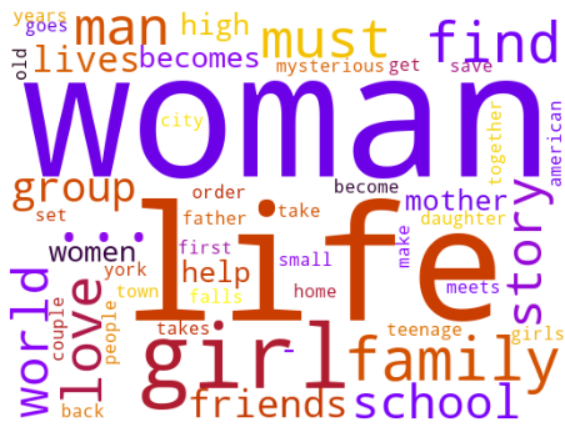 years
goes
man
high
must
find
old
lives
becomes
mysterious
get
save
woman
city
together
american
group
order
become
mother
set
father
take
daughter
...
life
story
women
first
make
world
york
help
small
couple
love
people
town
falls
home
meets
takes
girl
-
teenage
girls
family
back
friends
school